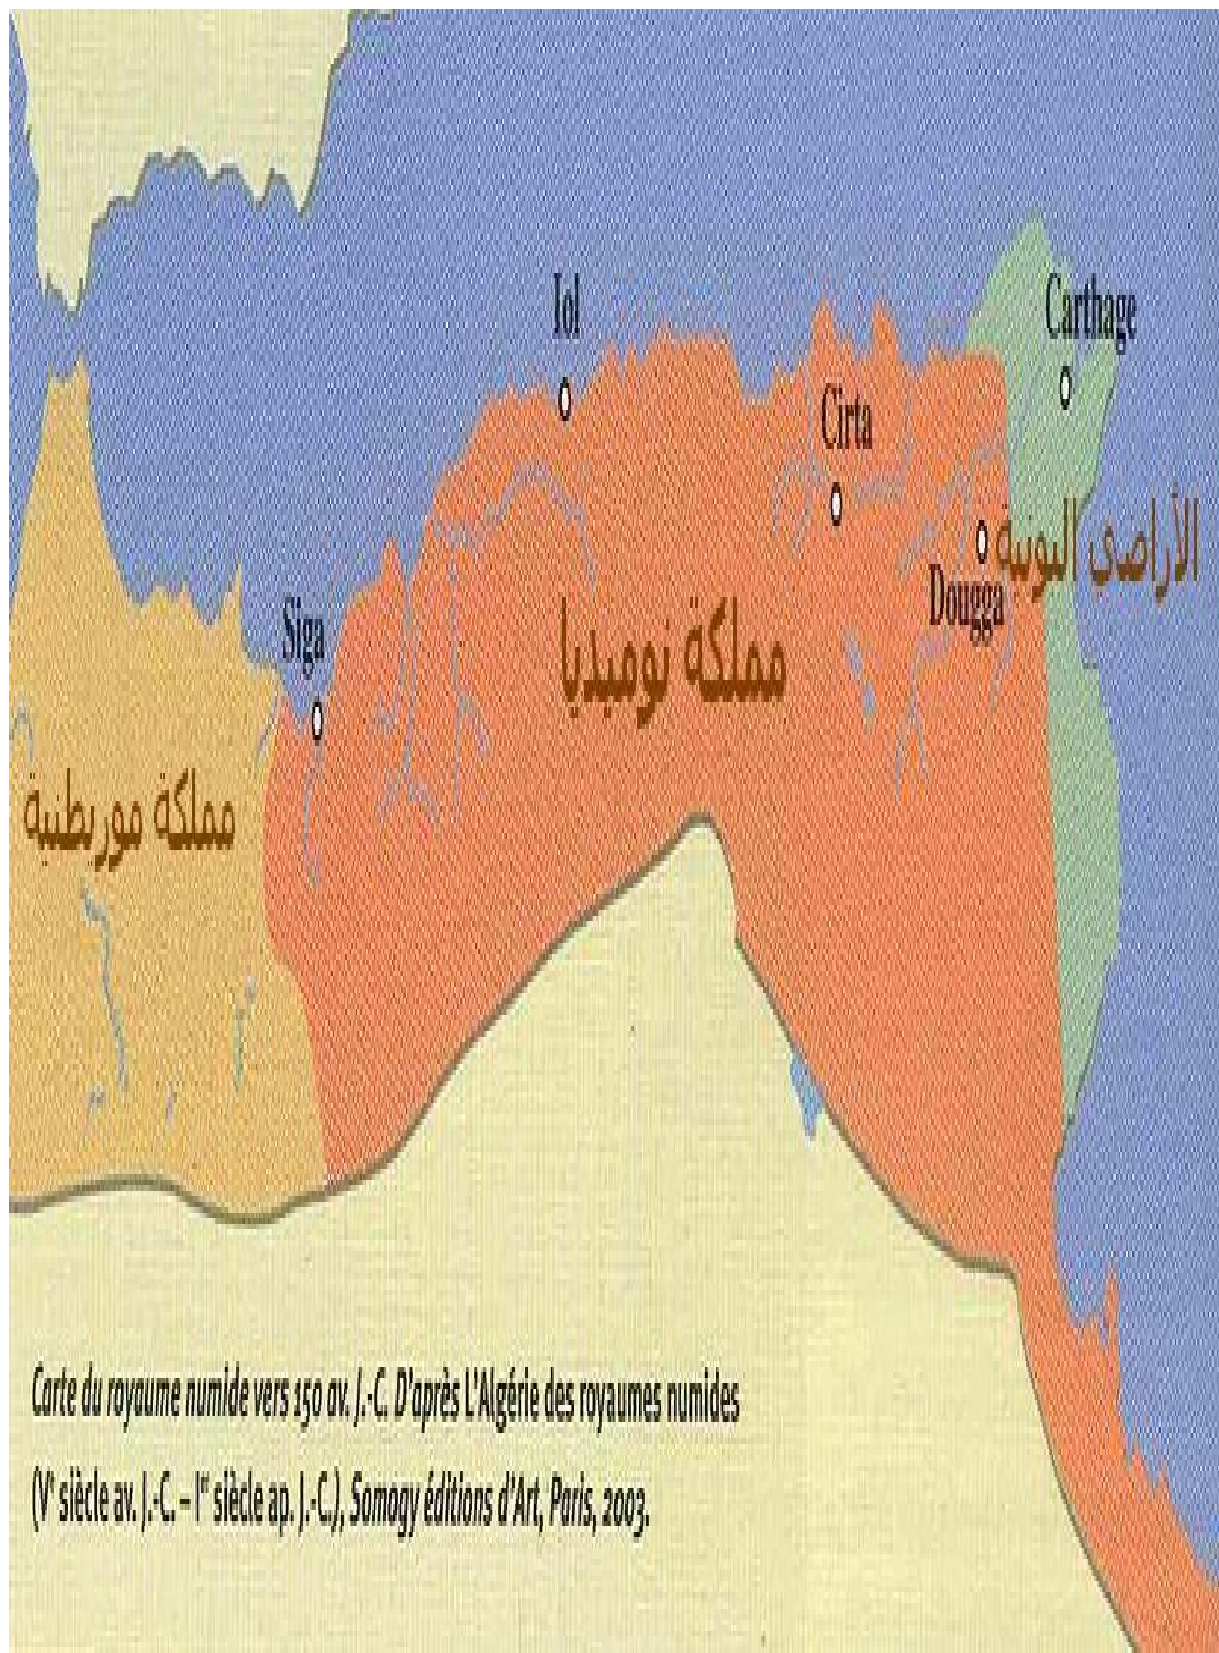 Iol
Carthage
Cirta
الأراضي البونية
Dougga
Siga
مملكة نوميديا
مملكة موريطنية
Carte du royaume numide vers 150 av. J.-C. D'après L'Algérie des royaumes numides
(Vᵉ siècle av. J.-C. – Iᵉʳ siècle ap. J.-C.), Somogy éditions d'Art, Paris, 2003.